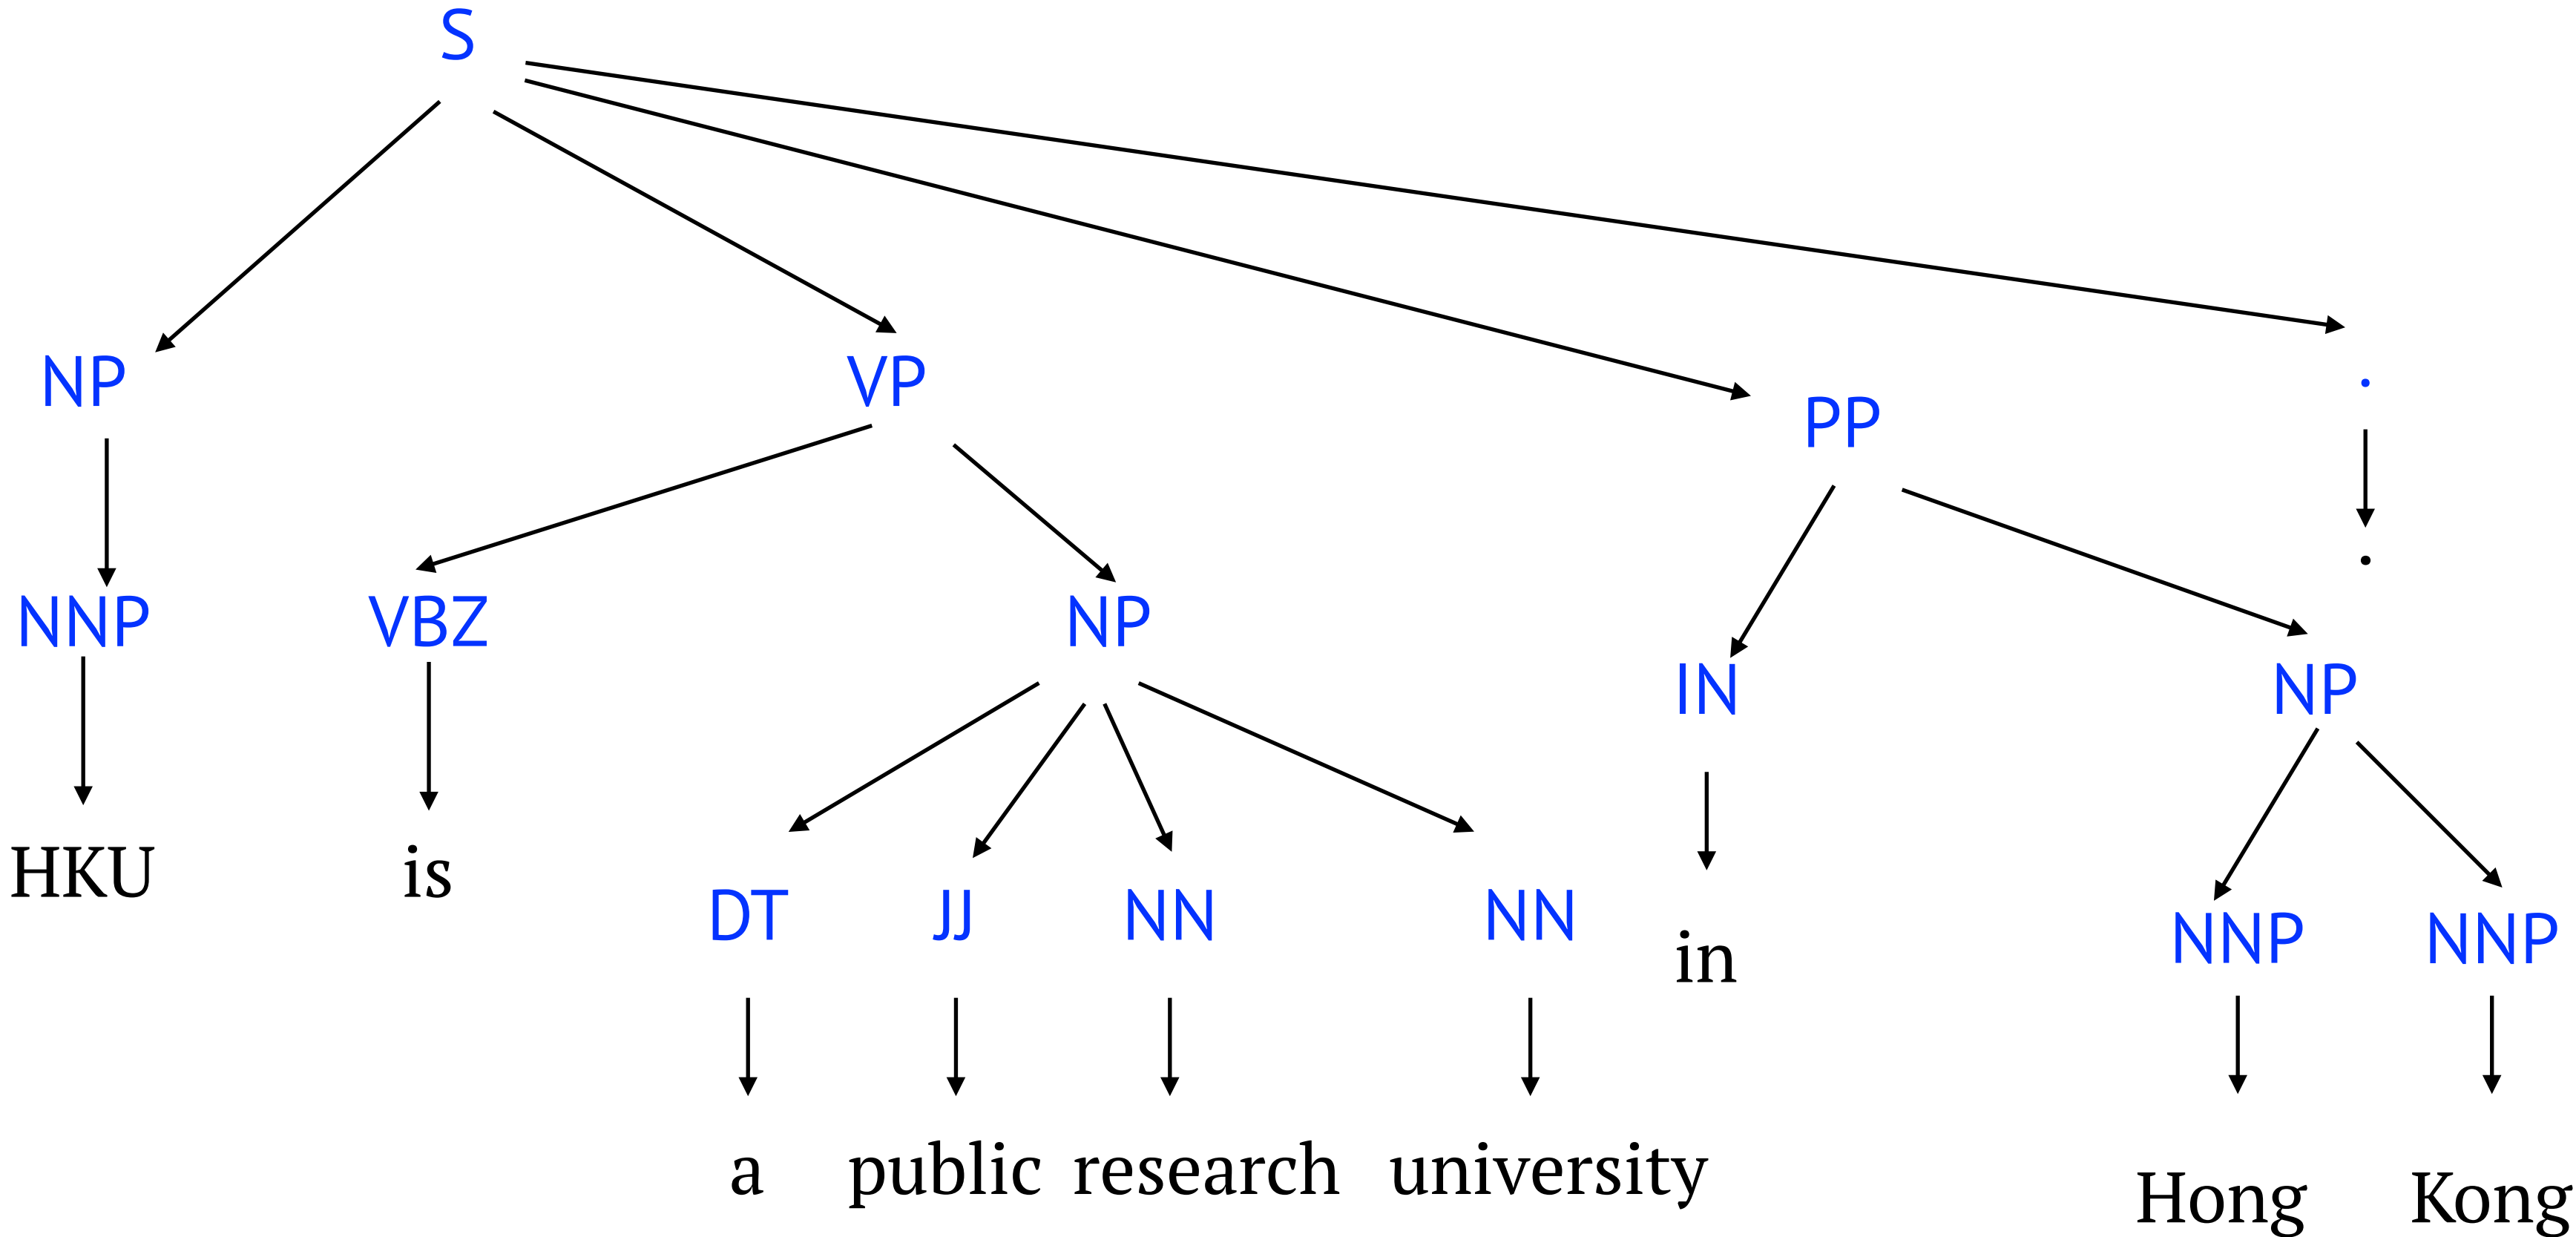 S
NP VP PP .
NNP VBZ NP IN NP .
HKU is DT JJ NN NN in NNP NNP
a public research university Hong Kong